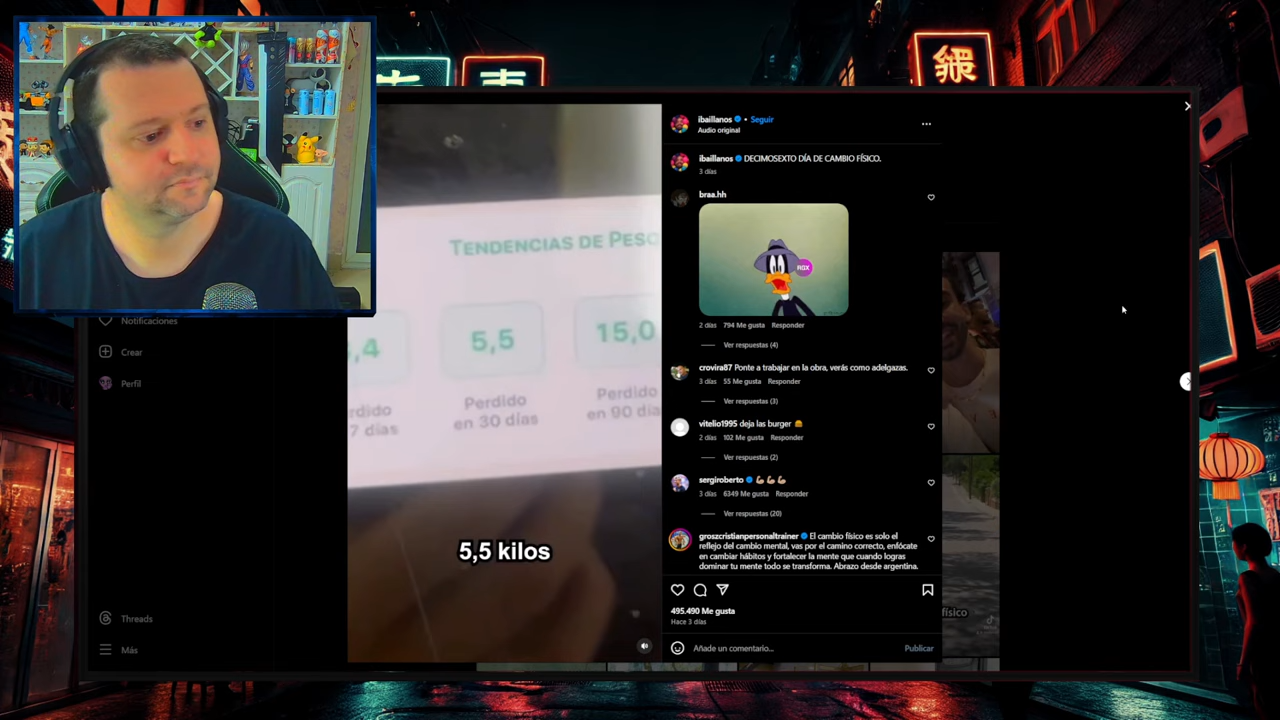 東
ibaillanos • Seguir
Audio original
ibaillanos DECIMOSEXTO DÍA DE CAMBIO FÍSICO.
3 días
braa.hh
RGX
2 días 794 Me gusta Responder
Ver respuestas (4)
crovira87 Ponte a trabajar en la obra, verás como adelgazas.
3 días 55 Me gusta Responder
Ver respuestas (3)
vitelio1995 deja las burger 🍔
2 días 102 Me gusta Responder
Ver respuestas (2)
sergiroberto 💪🏼💪🏼💪🏼
3 días 6349 Me gusta Responder
Ver respuestas (20)
groszcristianpersonaltrainer El cambio físico es solo el
reflejo del cambio mental, vas por el camino correcto, enfócate
en cambiar hábitos y fortalecer la mente que cuando logras
dominar tu mente todo se transforma. Abrazo desde argentina.
495.490 Me gusta
Hace 3 días
Añade un comentario...
Publicar
TENDENCIAS DE PESO
,4
5,5
15,0
rdido
7 días
Perdido
en 30 días
Perdido
en 90 días
5,5 kilos
Notificaciones
Crear
Perfil
Threads
Más
físico